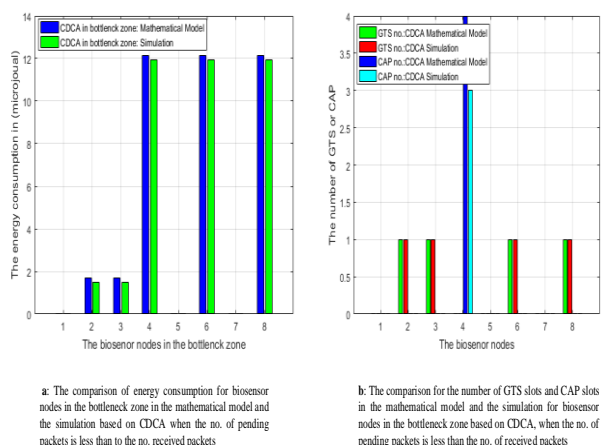 CDCA in bottlenck zone: Mathematical Model
CDCA in bottlenck zone: Simulation
14
12
10
8
6
4
2
0
The energy consumption in (microjoual)
1 2 3 4 5 6 7 8
The biosenor nodes in the bottlenck zone
GTS no.:CDCA Mathematical Model
GTS no.:CDCA Simulation
CAP no.:CDCA Mathematical Model
CAP no.:CDCA Simulation
4
3.5
3
2.5
2
1.5
1
0.5
0
The number of GTS or CAP
1 2 3 4 5 6 7 8
The biosenor nodes
a: The comparison of energy consumption for biosensor
nodes in the bottleneck zone in the mathematical model and
the simulation based on CDCA when the no. of pending
packets is less than to the no. received packets
b: The comparison for the number of GTS slots and CAP slots
in the mathematical model and the simulation for biosensor
nodes in the bottleneck zone based on CDCA, when the no. of
pending packets is less than the no. of received packets